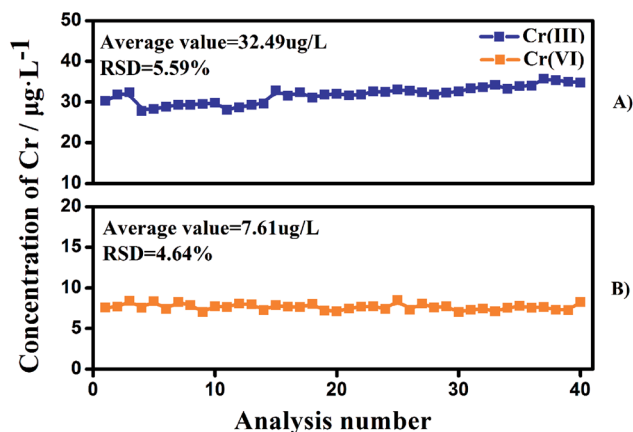 50
40
30
20
10
Average value=32.49ug/L
RSD=5.59%
Cr(III)
Cr(VI)
A)
20
15
10
5
0
Average value=7.61ug/L
RSD=4.64%
B)
0 10 20 30 40
Analysis number
Concentration of Cr / μg·L⁻¹